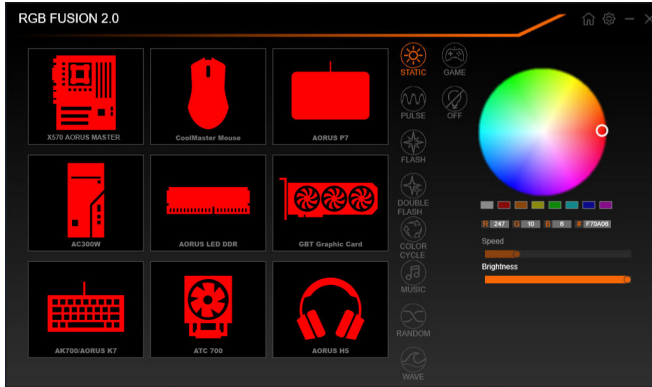 RGB FUSION 2.0
X570 AORUS MASTER
CoolMaster Mouse
AORUS P7
AC300W
AORUS LED DDR
GBT Graphic Card
AK700/AORUS K7
ATC 700
AORUS H5
STATIC
GAME
PULSE
OFF
FLASH
DOUBLE
FLASH
COLOR
CYCLE
MUSIC
RANDOM
WAVE
R 247 G 10 B 6 # F70A06
Speed
Brightness